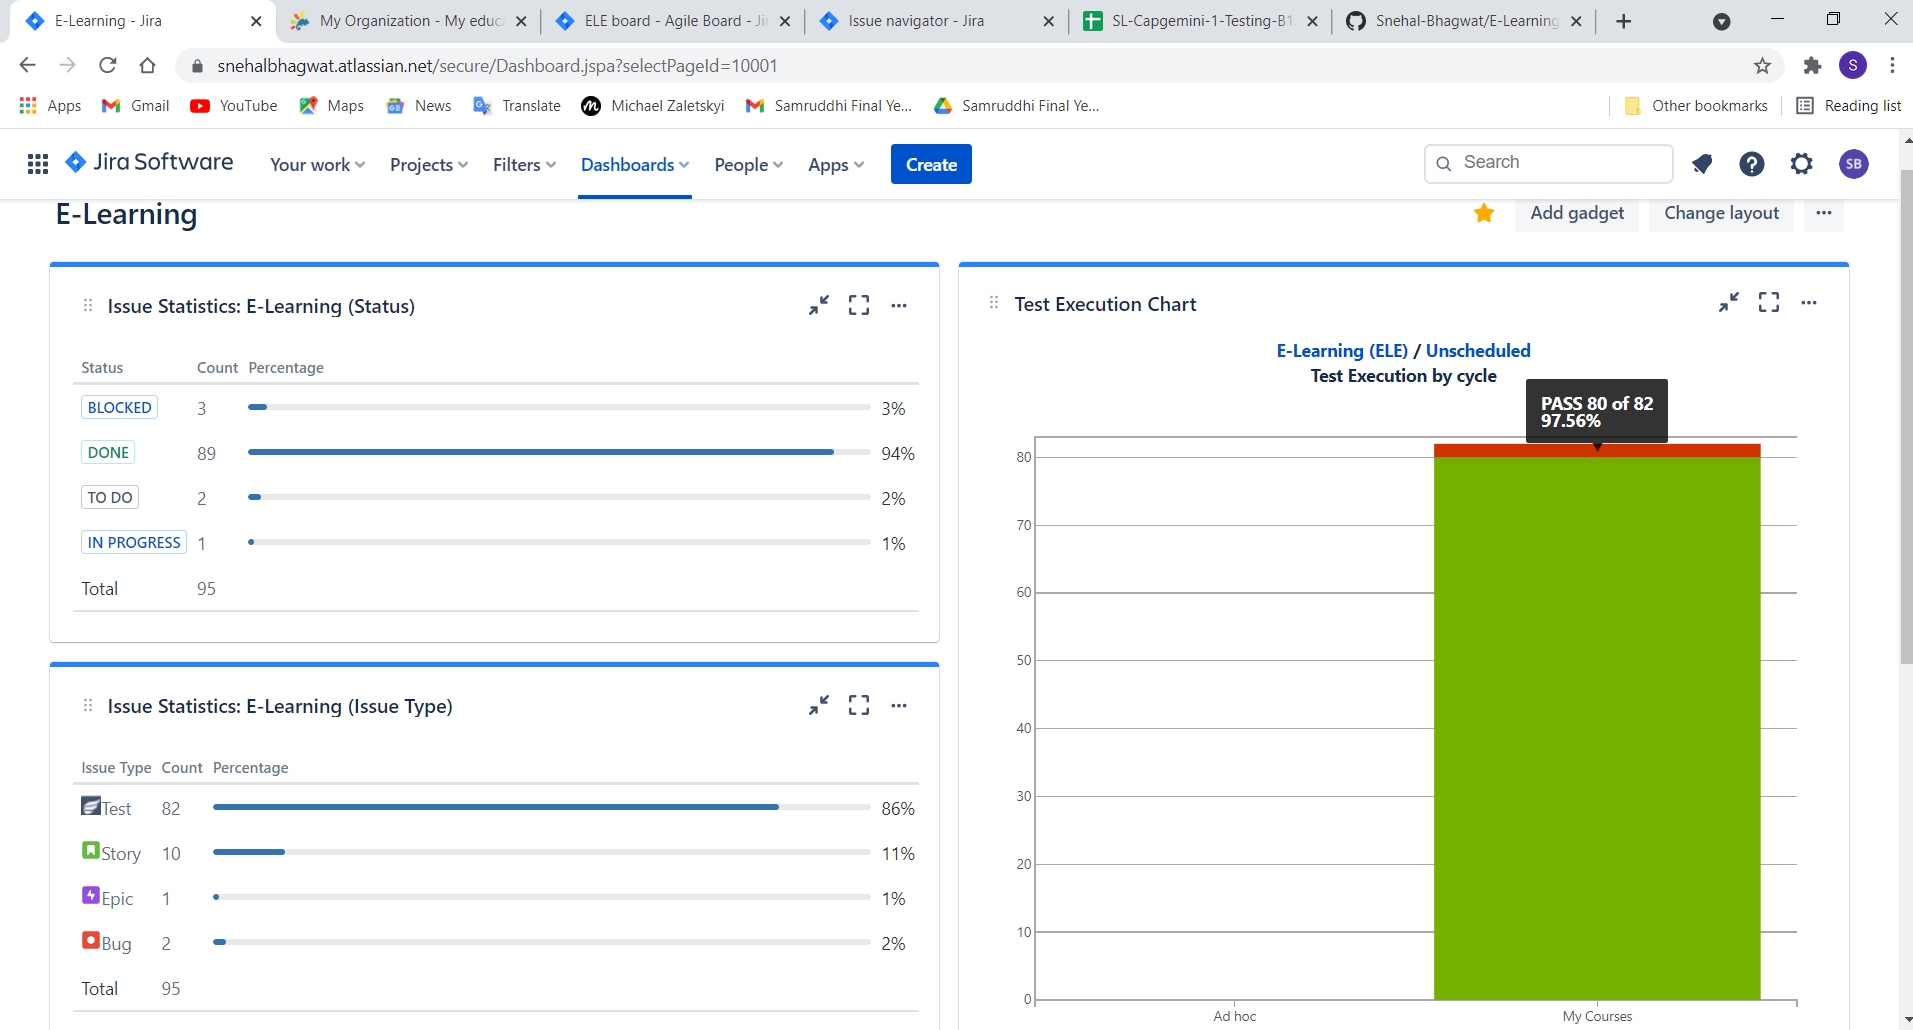 E-Learning - Jira
My Organization - My educa
ELE board - Agile Board - Jir
Issue navigator - Jira
SL-Capgemini-1-Testing-B1
Snehal-Bhagwat/E-Learning
snehalbhagwat.atlassian.net/secure/Dashboard.jspa?selectPageId=10001
S
Apps
Gmail
YouTube
Maps
News
Translate
Michael Zaletskyi
Samruddhi Final Ye...
Samruddhi Final Ye...
Other bookmarks
Reading list
Jira Software
Your work
Projects
Filters
Dashboards
People
Apps
Create
Search
SB
E-Learning
Add gadget
Change layout
Issue Statistics: E-Learning (Status)
Status Count Percentage
BLOCKED 3 3%
DONE 89 94%
TO DO 2 2%
IN PROGRESS 1 1%
Total 95
Issue Statistics: E-Learning (Issue Type)
Issue Type Count Percentage
Test 82 86%
Story 10 11%
Epic 1 1%
Bug 2 2%
Total 95
Test Execution Chart
E-Learning (ELE) / Unscheduled
Test Execution by cycle
PASS 80 of 82
97.56%
80
70
60
50
40
30
20
10
0
Ad hoc
My Courses